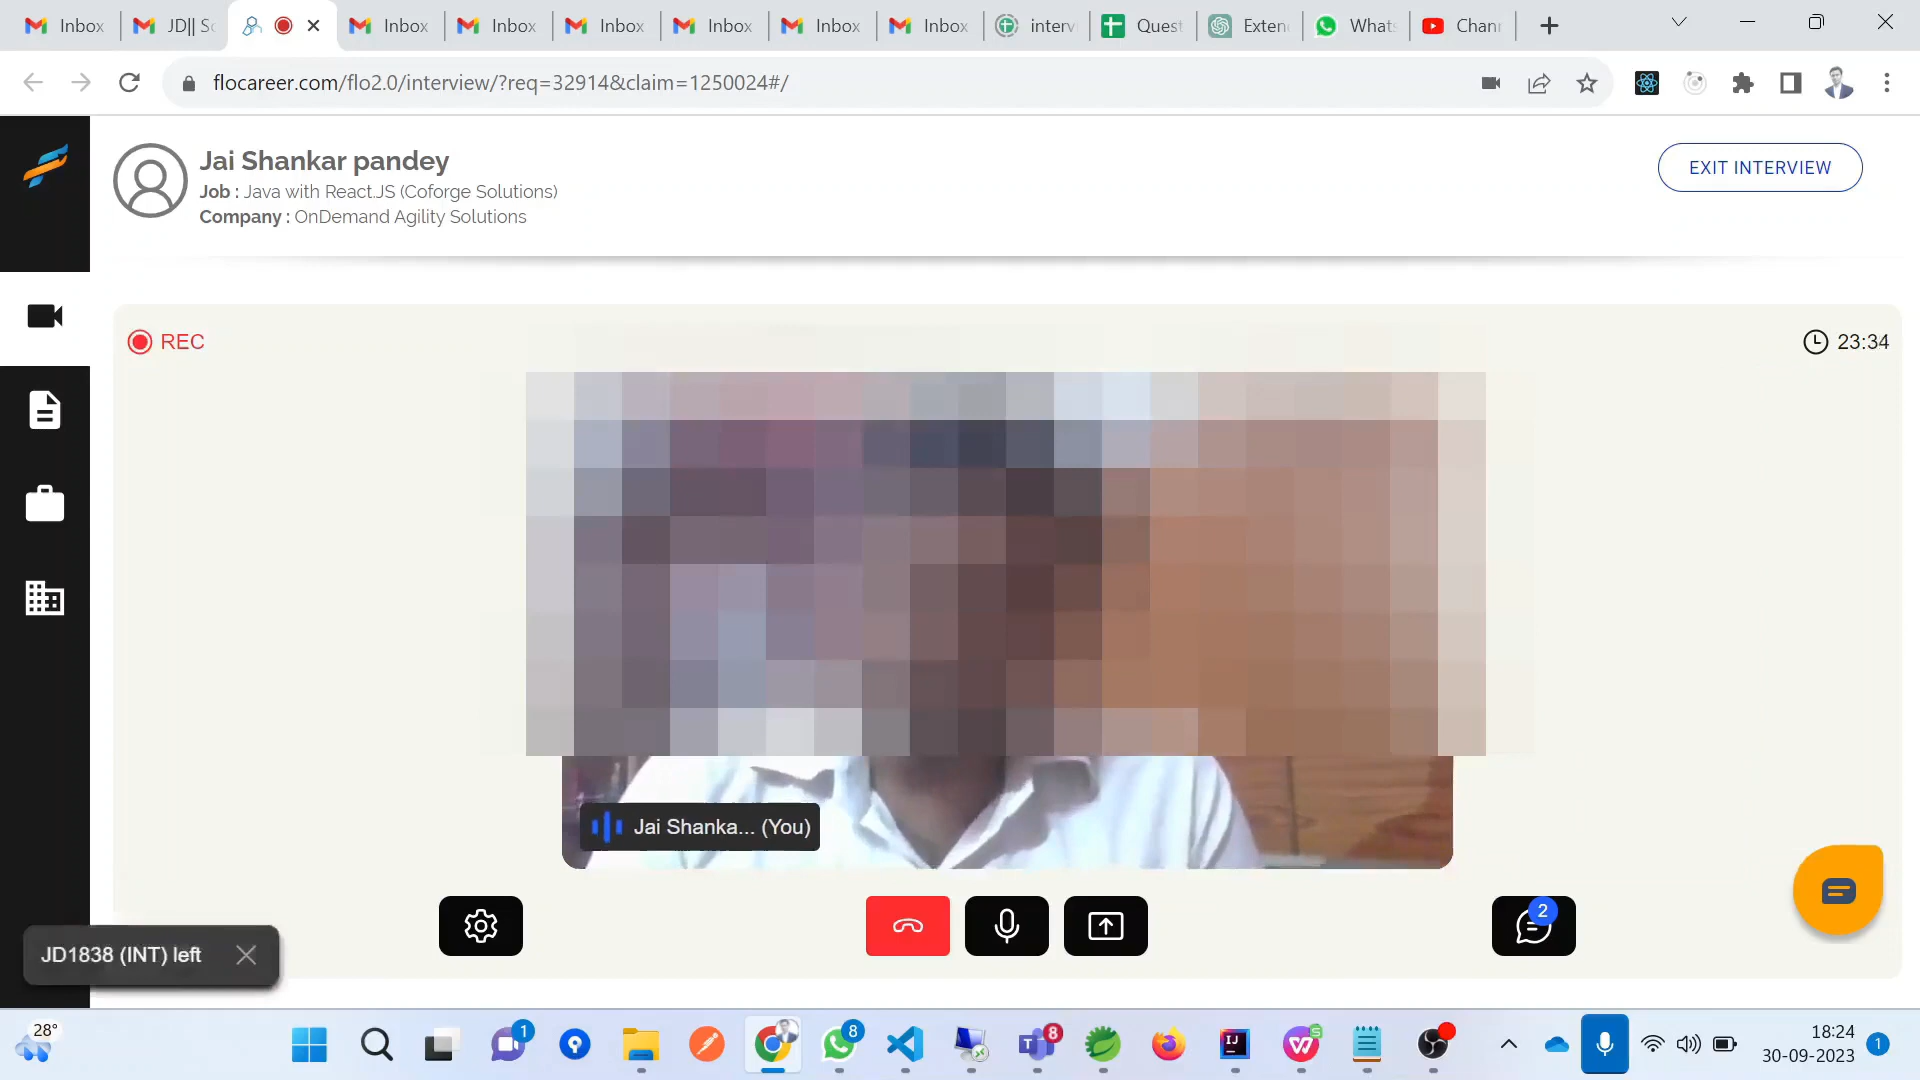 Inbox
JD|| Sc
Inbox
Inbox
Inbox
Inbox
Inbox
Inbox
interv
Quest
Exten
Whats
Chann
flocareer.com/flo2.0/interview/?req=32914&claim=1250024#/
Jai Shankar pandey
Job : Java with React.JS (Coforge Solutions)
Company : OnDemand Agility Solutions
EXIT INTERVIEW
REC
23:34
Jai Shanka... (You)
2
JD1838 (INT) left
28°
1
8
8
S
IJ
18:24
30-09-2023
1